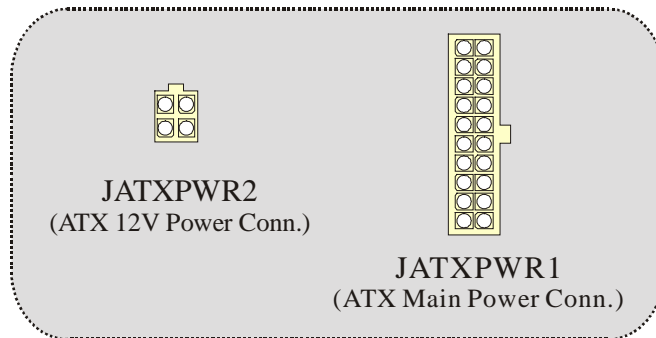 JATXPWR2
(ATX 12V Power Conn.)
JATXPWR1
(ATX Main Power Conn.)